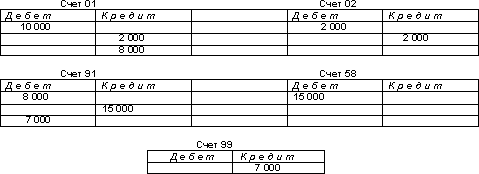 Счет 01 Счет 02
Дебет Кредит Дебет Кредит
10 000 2 000
2 000 2 000
8 000
Счет 91 Счет 58
Дебет Кредит Дебет Кредит
8 000 15 000
15 000
7 000
Счет 99
Дебет Кредит
7 000